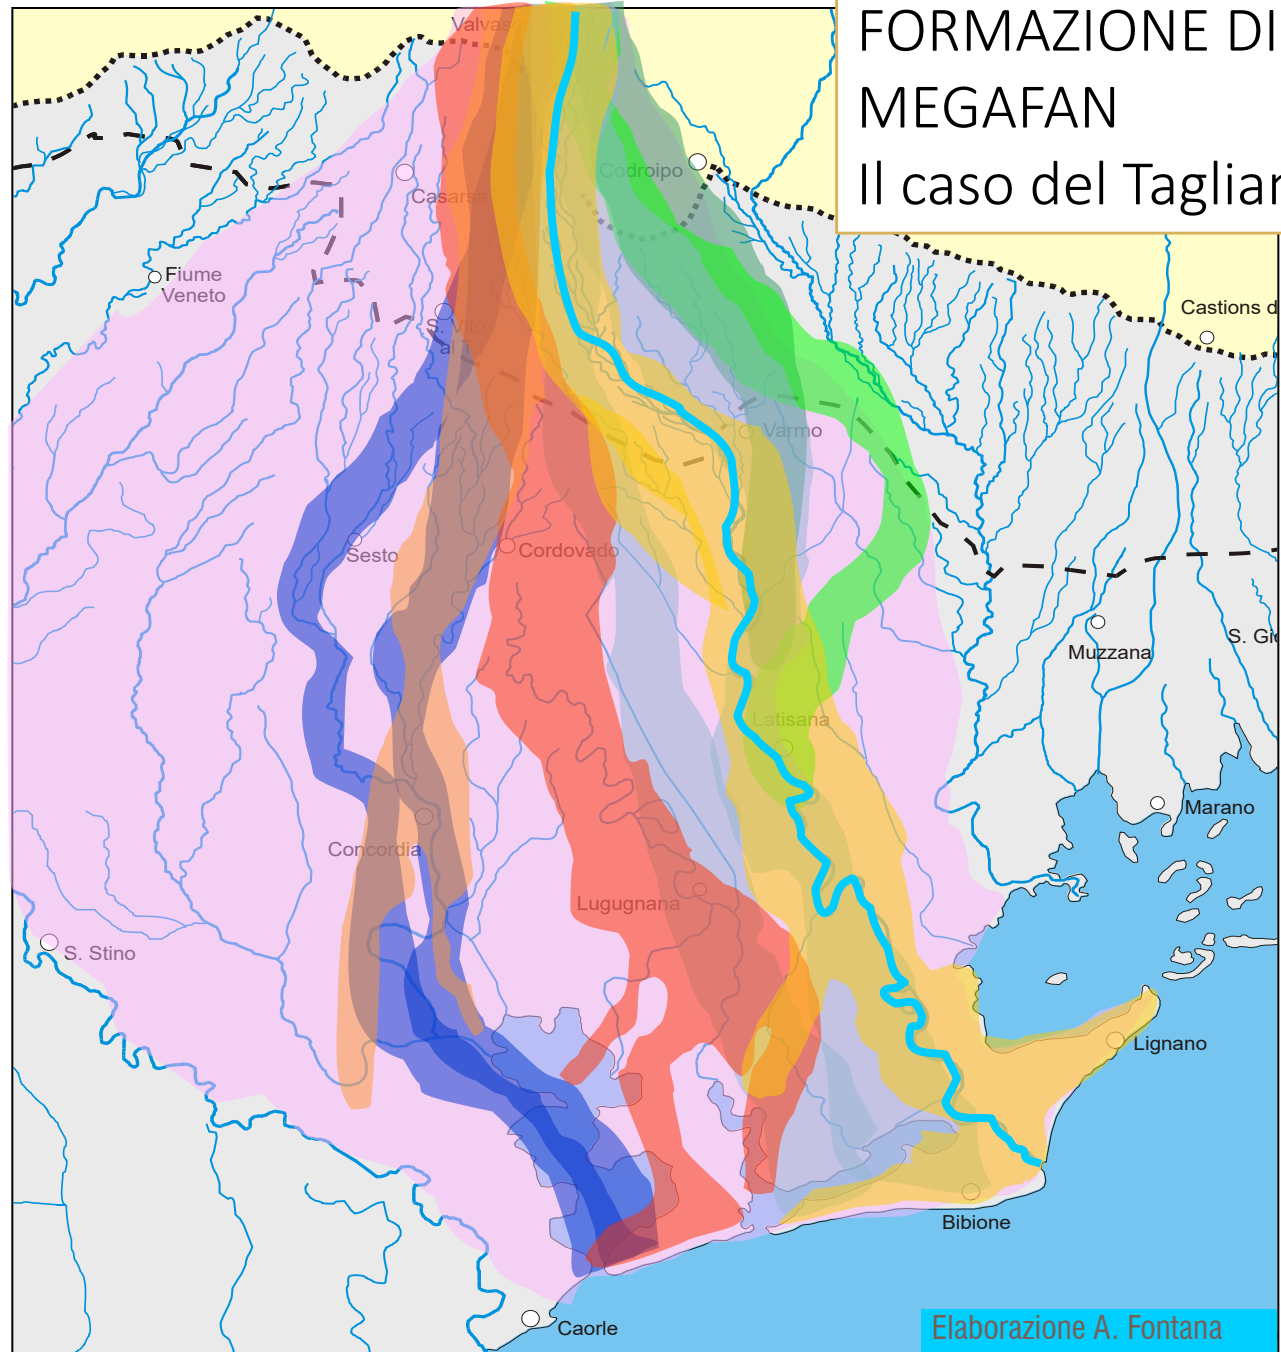 FORMAZIONE DI
MEGAFAN
Il caso del Tagliar
Codroipo
Casarsa
Fiume
Veneto
Castions d
S. Vito
al T.
Varmo
Sesto
Cordovado
Muzzana
S. Gi
Latisana
Marano
Concordia
Lugugnana
S. Stino
Lignano
Bibione
Caorle
Elaborazione A. Fontana